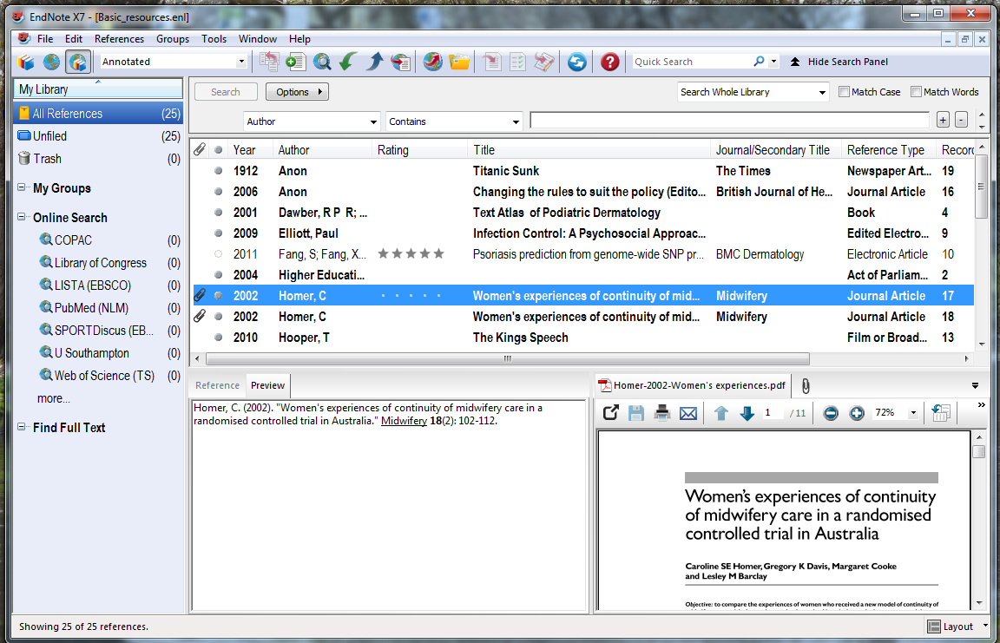 EndNote X7 - [Basic_resources.enl]
File Edit References Groups Tools Window Help
Annotated Quick Search Hide Search Panel
My Library
All References (25)
Unfiled (25)
Trash (0)
My Groups
Online Search
COPAC (0)
Library of Congress (0)
LISTA (EBSCO) (0)
PubMed (NLM) (0)
SPORTDiscus (EB... (0)
U Southampton (0)
Web of Science (TS) (0)
more...
Find Full Text
Search Options Search Whole Library Match Case Match Words
Author Contains + -
Year Author Rating Title Journal/Secondary Title Reference Type Record
1912 Anon Titanic Sunk The Times Newspaper Art... 19
2006 Anon Changing the rules to suit the policy (Edito... British Journal of He... Journal Article 16
2001 Dawber, R P R; ... Text Atlas of Podiatric Dermatology Book 4
2009 Elliott, Paul Infection Control: A Psychosocial Approac... Edited Electro... 9
2011 Fang, S; Fang, X... ★★★★★ Psoriasis prediction from genome-wide SNP pr... BMC Dermatology Electronic Article 10
2004 Higher Educati... Act of Parliam... 2
2002 Homer, C Women's experiences of continuity of mid... Midwifery Journal Article 17
2002 Homer, C Women's experiences of continuity of mid... Midwifery Journal Article 18
2010 Hooper, T The Kings Speech Film or Broad... 13
Reference Preview
Homer, C. (2002). "Women's experiences of continuity of midwifery care in a
randomised controlled trial in Australia." Midwifery 18(2): 102-112.
Homer-2002-Women's experiences.pdf
1 / 11 72% »
Women's experiences of continuity
of midwifery care in a randomised
controlled trial in Australia
Caroline SE Homer, Gregory K Davis, Margaret Cooke
and Lesley M Barclay
Objective: to compare the experiences of women who received a new model of continuity of
Showing 25 of 25 references.
Layout